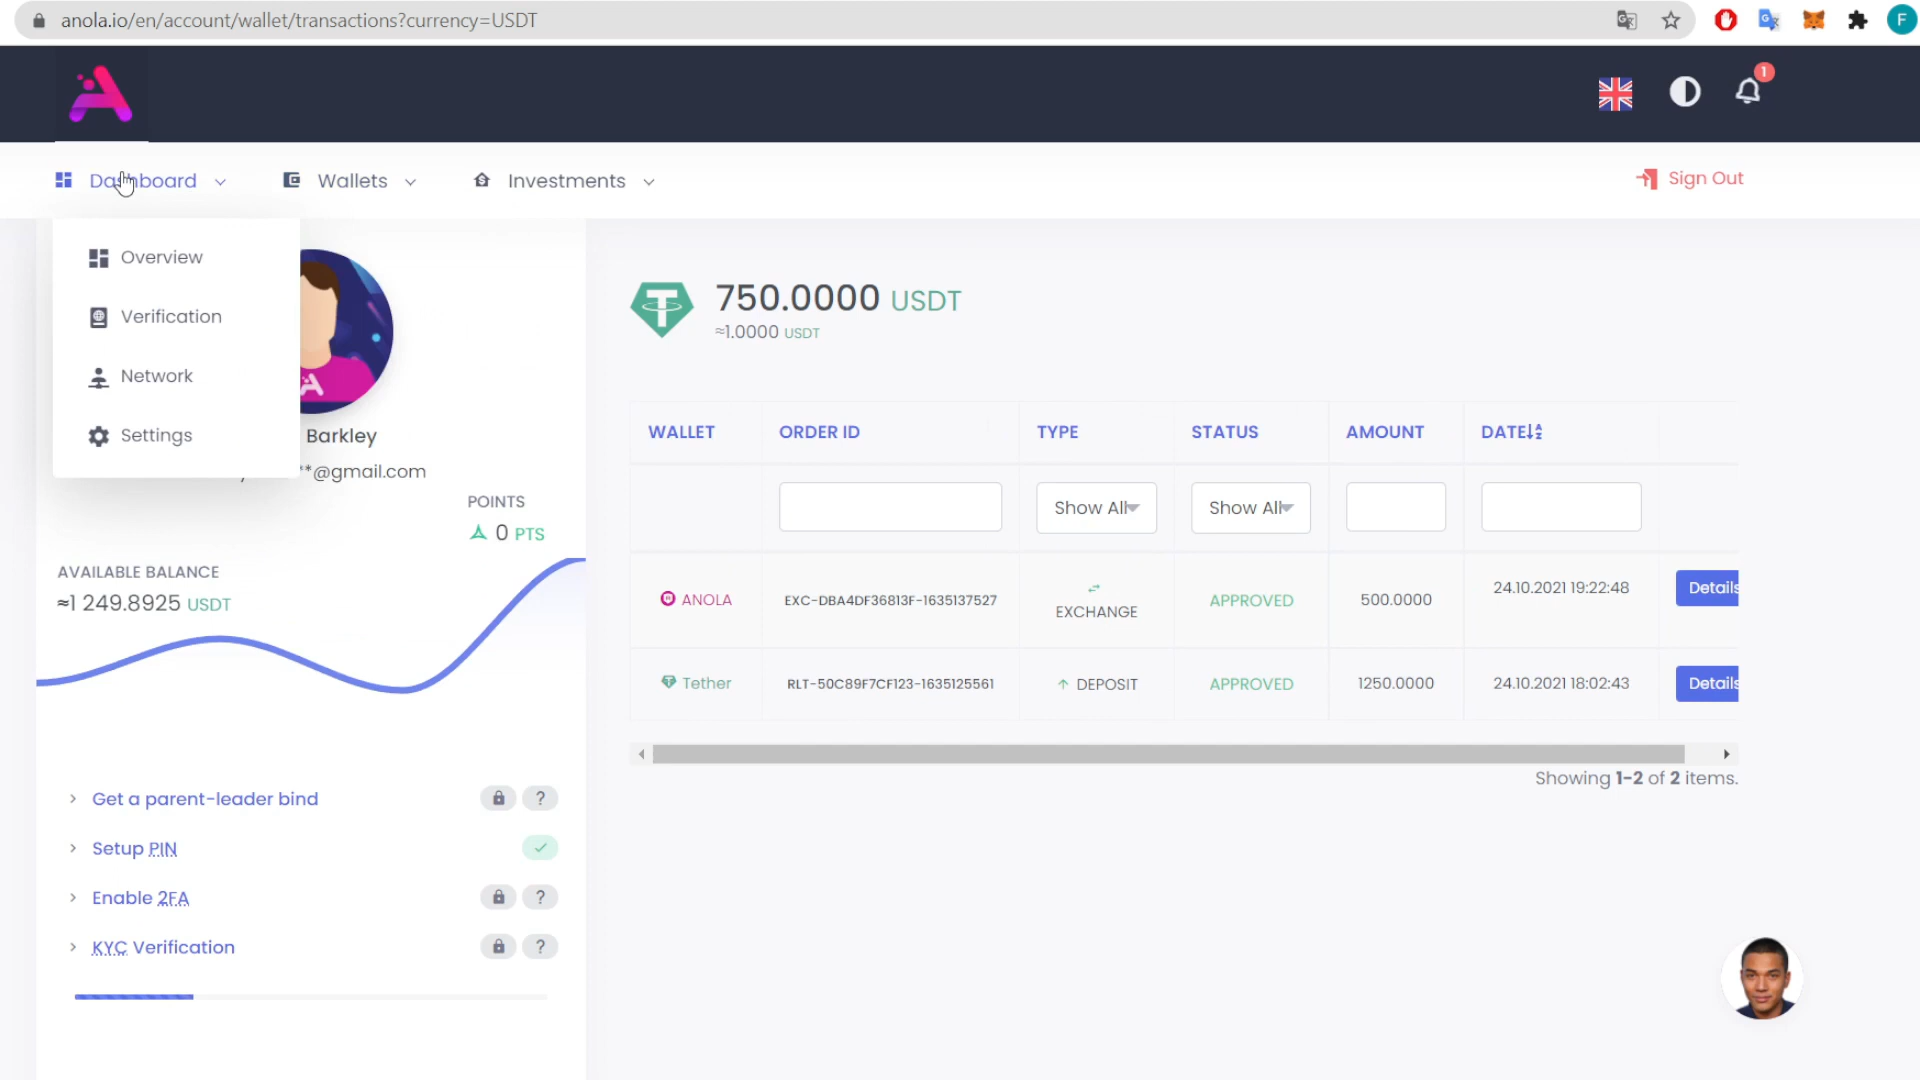 anola.io/en/account/wallet/transactions?currency=USDT
F
1
Dashboard
Wallets
Investments
Sign Out
Overview
Verification
Network
Settings
Barkley
**@gmail.com
POINTS
0 PTS
AVAILABLE BALANCE
≈1 249.8925 USDT
Get a parent-leader bind
?
Setup PIN
Enable 2FA
?
KYC Verification
?
750.0000 USDT
≈1.0000 USDT
WALLET ORDER ID TYPE STATUS AMOUNT DATE
Show All Show All
ANOLA EXC-DBA4DF36813F-1635137527 EXCHANGE APPROVED 500.0000 24.10.2021 19:22:48 Details
Tether RLT-50C89F7CF123-1635125561 DEPOSIT APPROVED 1250.0000 24.10.2021 18:02:43 Details
Showing 1-2 of 2 items.